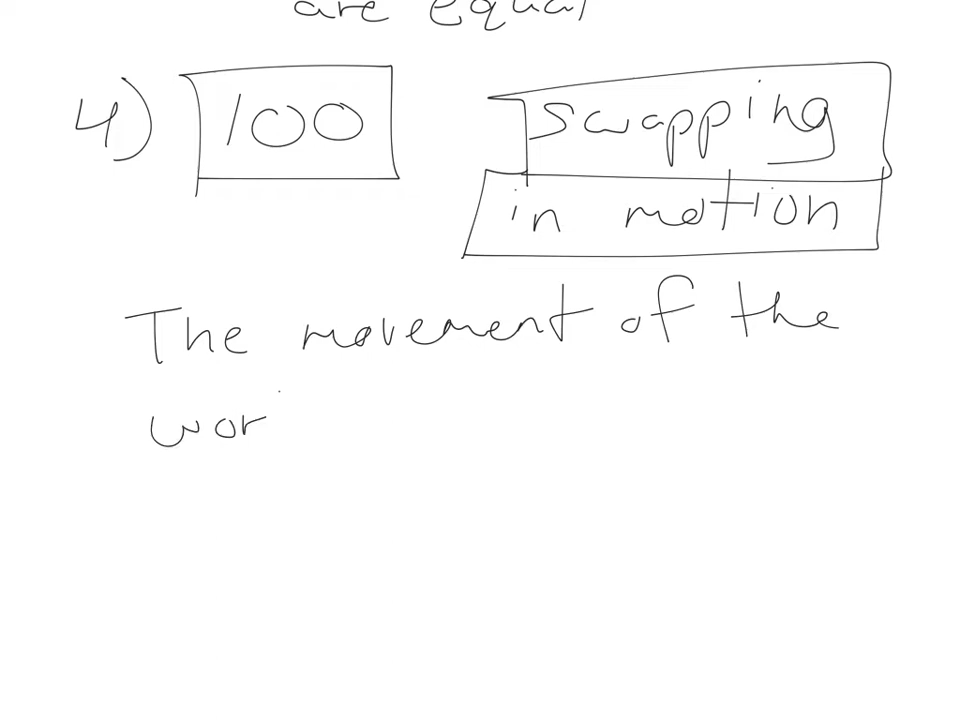 are equal
4) 100 swapping
in motion
The movement of the
wor